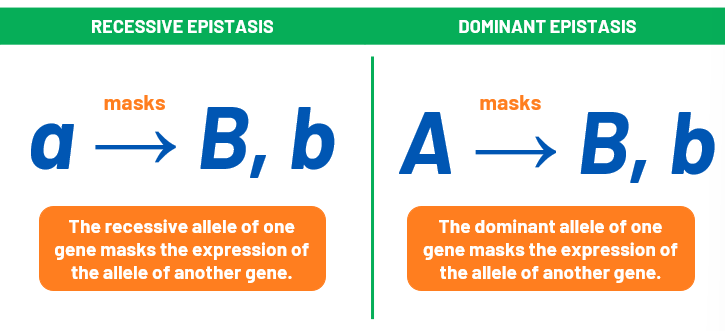 RECESSIVE EPISTASIS
masks
a → B, b
The recessive allele of one
gene masks the expression of
the allele of another gene.
DOMINANT EPISTASIS
masks
A → B, b
The dominant allele of one
gene masks the expression of
the allele of another gene.